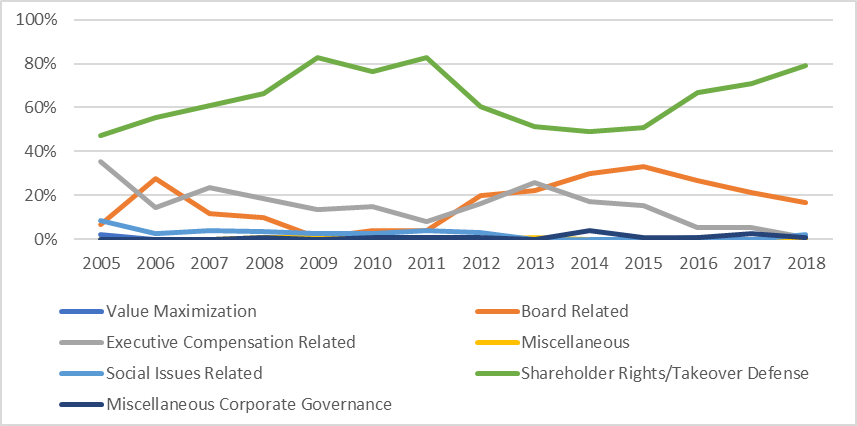 100%
80%
60%
40%
20%
0%
2005 2006 2007 2008 2009 2010 2011 2012 2013 2014 2015 2016 2017 2018
Value Maximization Board Related
Executive Compensation Related Miscellaneous
Social Issues Related Shareholder Rights/Takeover Defense
Miscellaneous Corporate Governance